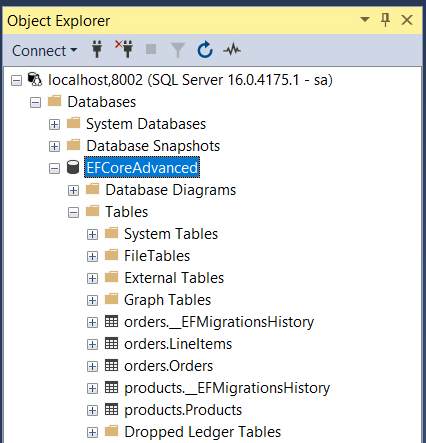 Object Explorer
Connect
localhost,8002 (SQL Server 16.0.4175.1 - sa)
Databases
System Databases
Database Snapshots
EFCoreAdvanced
Database Diagrams
Tables
System Tables
FileTables
External Tables
Graph Tables
orders.__EFMigrationsHistory
orders.LineItems
orders.Orders
products.__EFMigrationsHistory
products.Products
Dropped Ledger Tables